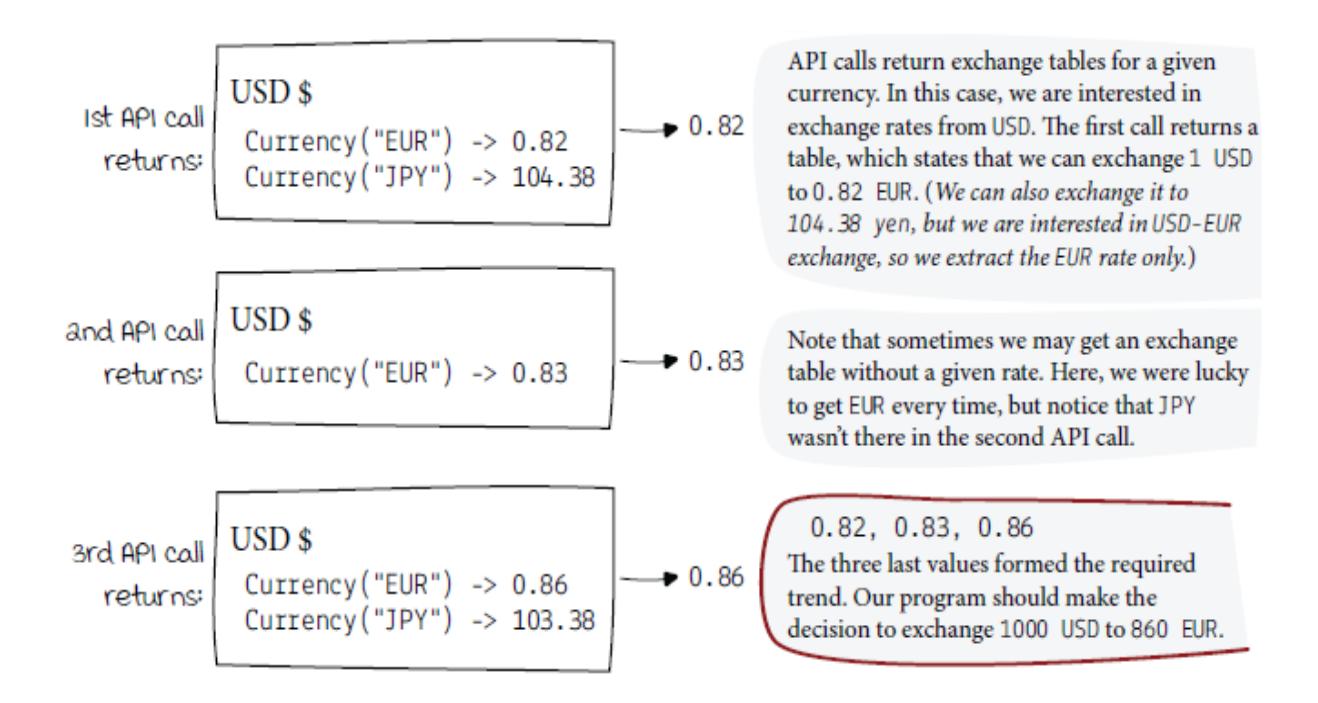 1st API call
returns:
USD $
Currency("EUR") -> 0.82
Currency("JPY") -> 104.38
0.82
API calls return exchange tables for a given
currency. In this case, we are interested in
exchange rates from USD. The first call returns a
table, which states that we can exchange 1 USD
to 0.82 EUR. (We can also exchange it to
104.38 yen, but we are interested in USD-EUR
exchange, so we extract the EUR rate only.)
2nd API call
returns:
USD $
Currency("EUR") -> 0.83
0.83
Note that sometimes we may get an exchange
table without a given rate. Here, we were lucky
to get EUR every time, but notice that JPY
wasn't there in the second API call.
3rd API call
returns:
USD $
Currency("EUR") -> 0.86
Currency("JPY") -> 103.38
0.86
0.82, 0.83, 0.86
The three last values formed the required
trend. Our program should make the
decision to exchange 1000 USD to 860 EUR.